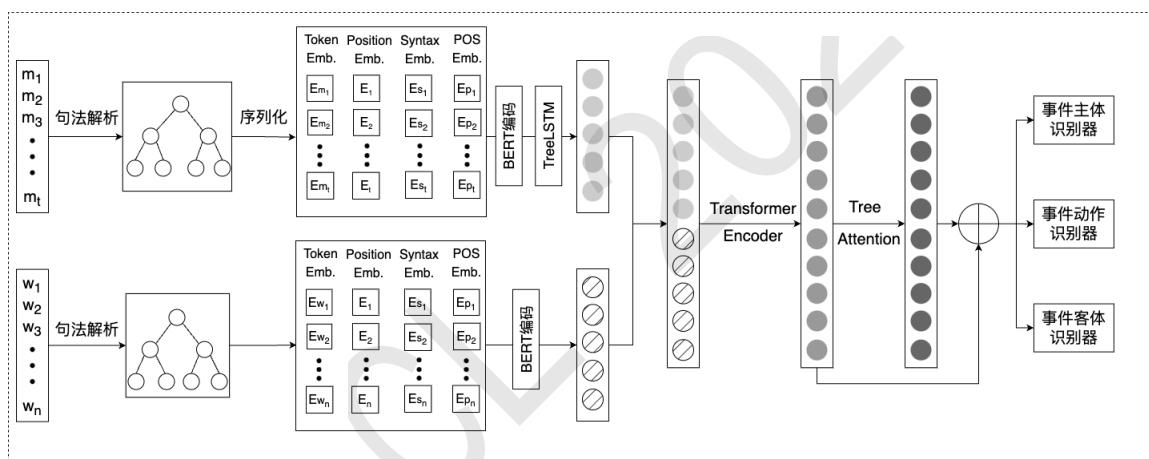 m1
m2
m3
mt
句法解析
序列化
Token Emb.
Position Emb.
Syntax Emb.
POS Emb.
Em1 E1 Es1 Ep1
Em2 E2 Es2 Ep2
Emt Et Est Ept
BERT编码
TreeLSTM
w1
w2
w3
wn
句法解析
Token Emb.
Position Emb.
Syntax Emb.
POS Emb.
Ew1 E1 Es1 Ep1
Ew2 E2 Es2 Ep2
Ewn En Esn Epn
BERT编码
Transformer
Encoder
Tree
Attention
事件主体
识别器
事件动作
识别器
事件客体
识别器